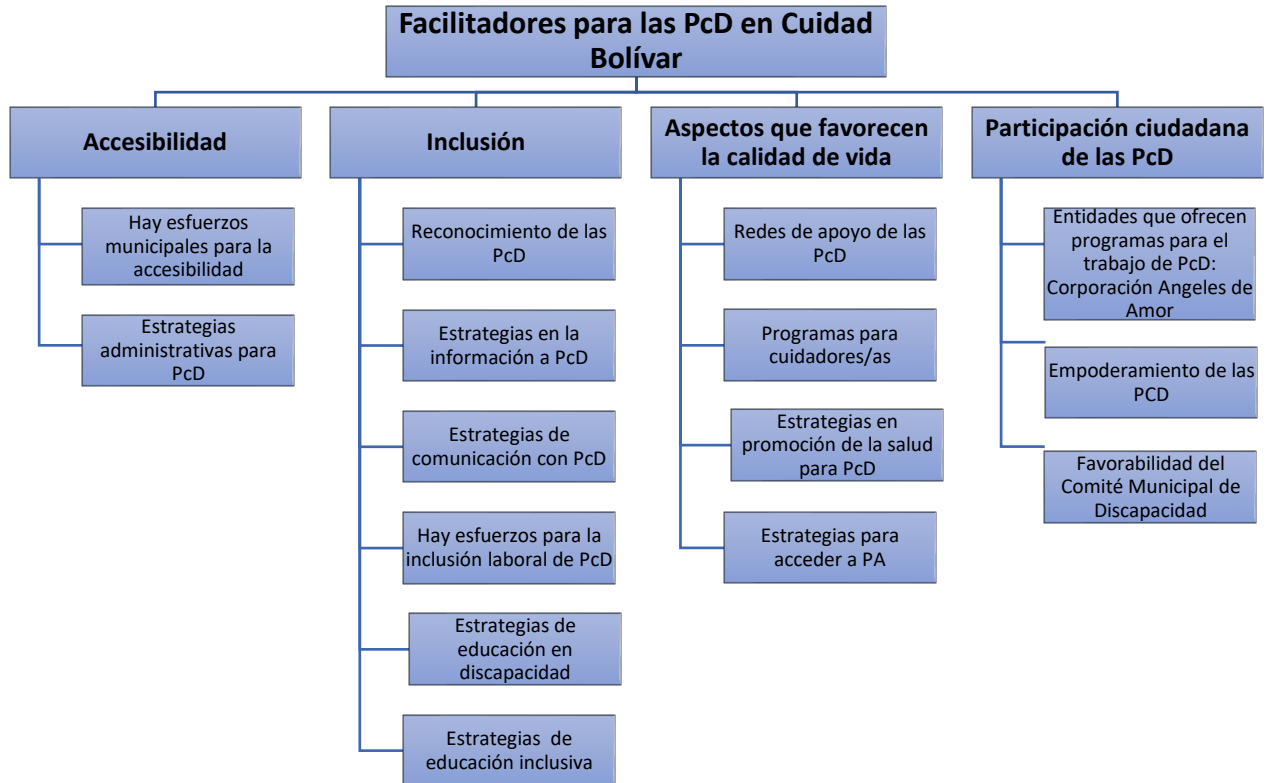 Facilitadores para las PcD en Cuidad
Bolívar
Accesibilidad
Hay esfuerzos
municipales para la
accesibilidad
Estrategias
administrativas para
PcD
Inclusión
Reconocimiento de las
PcD
Estrategias en la
información a PcD
Estrategias de
comunicación con PcD
Hay esfuerzos para la
inclusión laboral de PcD
Estrategias de
educación en
discapacidad
Estrategias de
educación inclusiva
Aspectos que favorecen
la calidad de vida
Redes de apoyo de las
PcD
Programas para
cuidadores/as
Estrategias en
promoción de la salud
para PcD
Estrategias para
acceder a PA
Participación ciudadana
de las PcD
Entidades que ofrecen
programas para el
trabajo de PcD:
Corporación Angeles de
Amor
Empoderamiento de las
PCD
Favorabilidad del
Comité Municipal de
Discapacidad